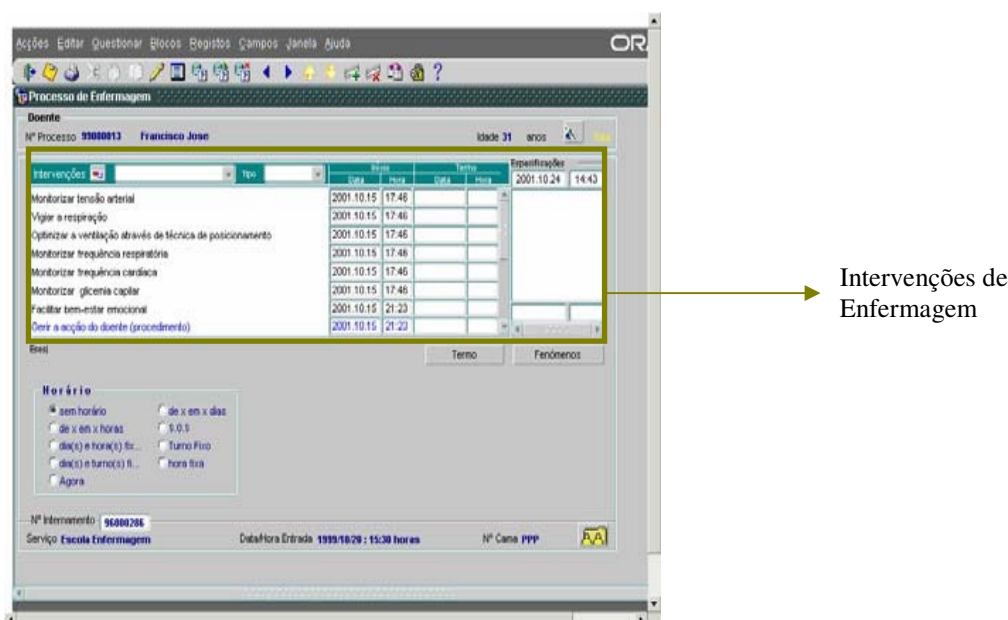 Acções Editar Questionar Blocos Registos Campos Janela Ajuda ORA
Processo de Enfermagem
Doente
Nº Processo 99000013 Francisco Jose Idade 31 anos
Intervenções Tipo Início Termo Especificações
Data Hora Data Hora 2001.10.24 14:43
Monitorizar tensão arterial 2001.10.15 17:46
Vigiar a respiração 2001.10.15 17:46
Optimizar a ventilação através de técnica de posicionamento 2001.10.15 17:46
Monitorizar frequência respiratória 2001.10.15 17:46
Monitorizar frequência cardíaca 2001.10.15 17:46
Monitorizar glicemia capilar 2001.10.15 17:46
Facilitar bem-estar emocional 2001.10.15 21:23
Gerir a acção do doente (procedimento) 2001.10.15 21:23
Intervenções de
Enfermagem
Termo Fenómenos
Horário
sem horário de x em x dias
de x em x horas S.O.S
dia(s) e hora(s) fix... Turno Fixo
dia(s) e turno(s) fi... hora fixa
Agora
Nº Internamento 96000286
Serviço Escola Enfermagem Data/Hora Entrada 1999/10/20 : 15:30 horas Nº Cama PPP